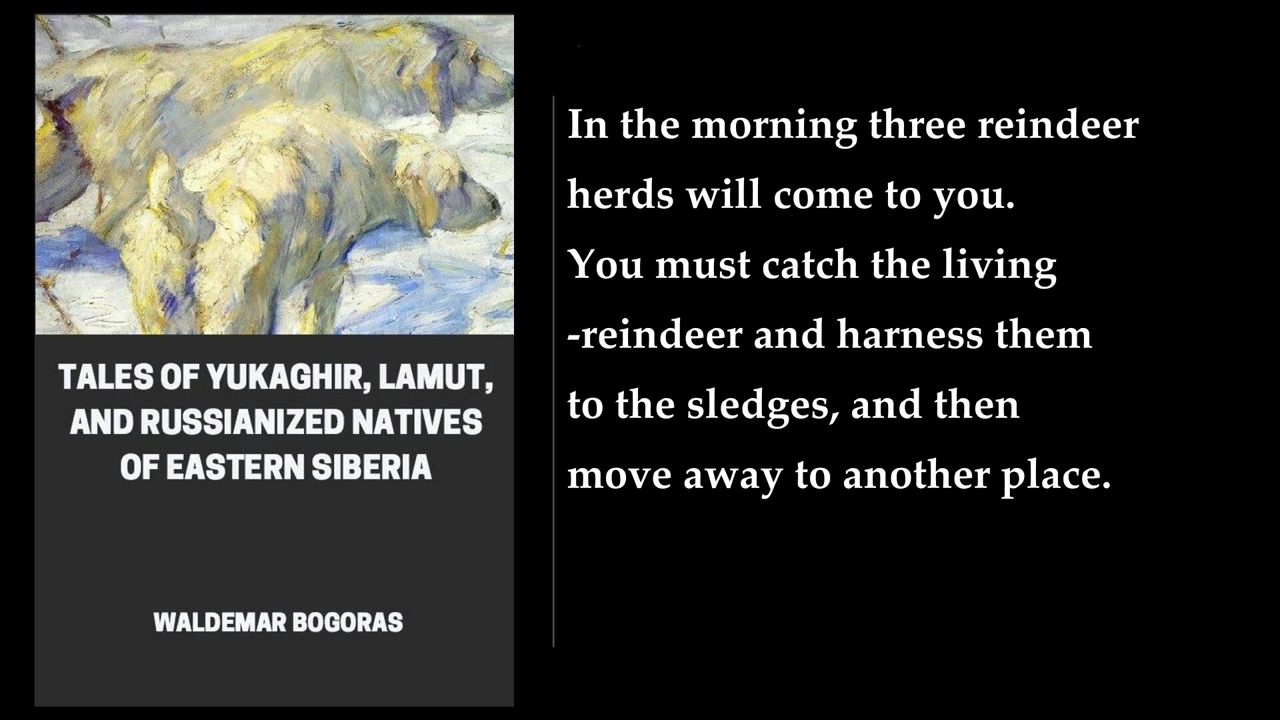 TALES OF YUKAGHIR, LAMUT,
AND RUSSIANIZED NATIVES
OF EASTERN SIBERIA
WALDEMAR BOGORAS
In the morning three reindeer
herds will come to you.
You must catch the living
-reindeer and harness them
to the sledges, and then
move away to another place.